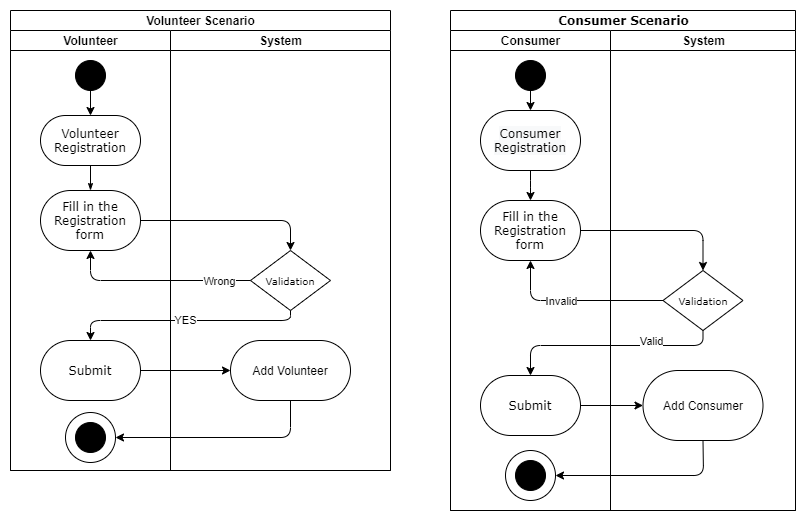 Volunteer Scenario
Volunteer
System
Volunteer
Registration
Fill in the
Registration
form
Validation
Wrong
YES
Submit
Add Volunteer
Consumer Scenario
Consumer
System
Consumer
Registration
Fill in the
Registration
form
Validation
Invalid
Valid
Submit
Add Consumer